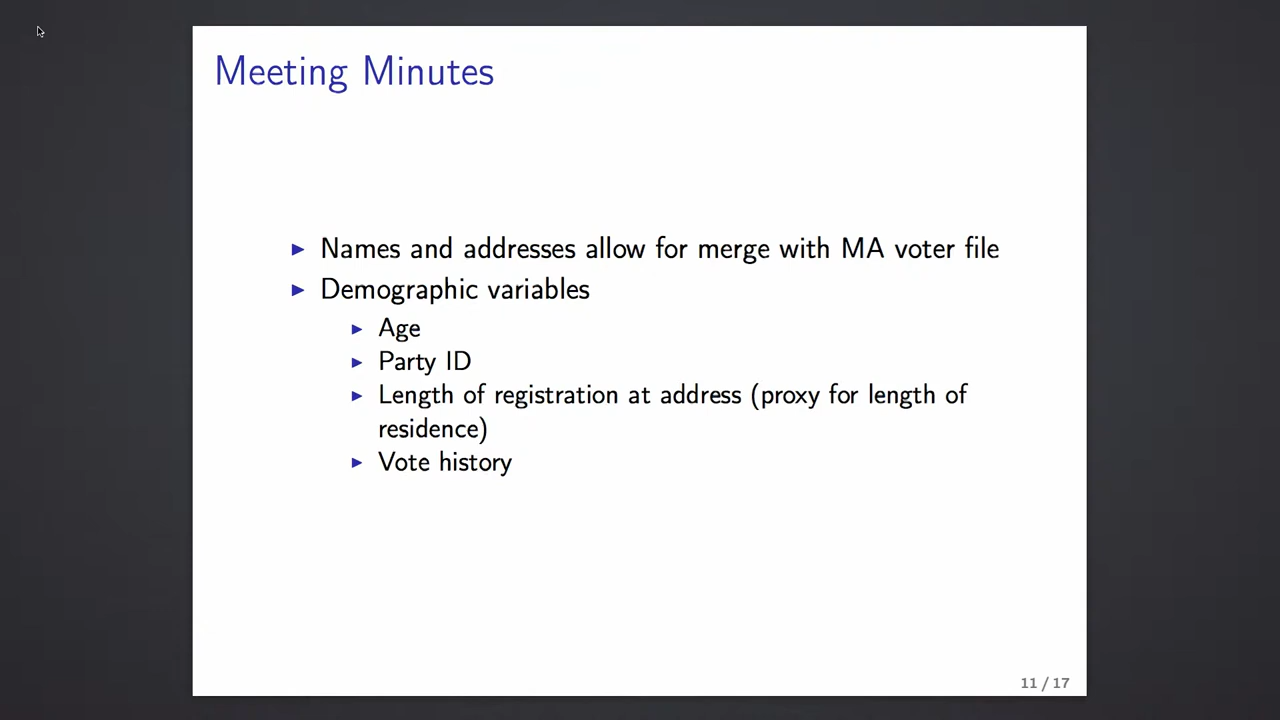 Meeting Minutes
Names and addresses allow for merge with MA voter file
Demographic variables
Age
Party ID
Length of registration at address (proxy for length of
residence)
Vote history
11 / 17